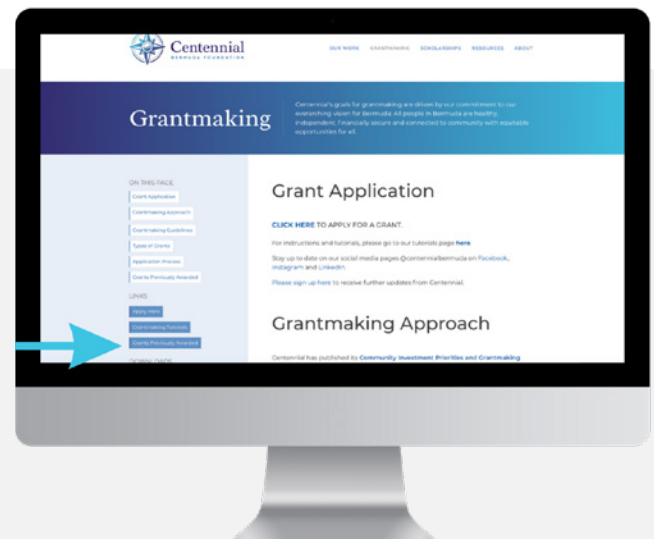 Centennial
BERMUDA FOUNDATION
OUR WORK GRANTMAKING SCHOLARSHIPS RESOURCES ABOUT
Grantmaking
Centennial's goals for grantmaking are driven by our commitment to our
overarching vision for Bermuda: All people in Bermuda are healthy,
independent, financially secure and connected to community with equitable
opportunities for all.
ON THIS PAGE
Grant Application
Grantmaking Approach
Grantmaking Guidelines
Types of Grants
Application Process
Grants Previously Awarded
LINKS
Apply Here
Grantmaking Tutorials
Grants Previously Awarded
DOWNLOADS
Grant Application
CLICK HERE TO APPLY FOR A GRANT.
For instructions and tutorials, please go to our tutorials page here.
Stay up to date on our social media pages @centennialbermuda on Facebook,
Instagram and LinkedIn.
Please sign up here to receive further updates from Centennial.
Grantmaking Approach
Centennial has published its Community Investment Priorities and Grantmaking